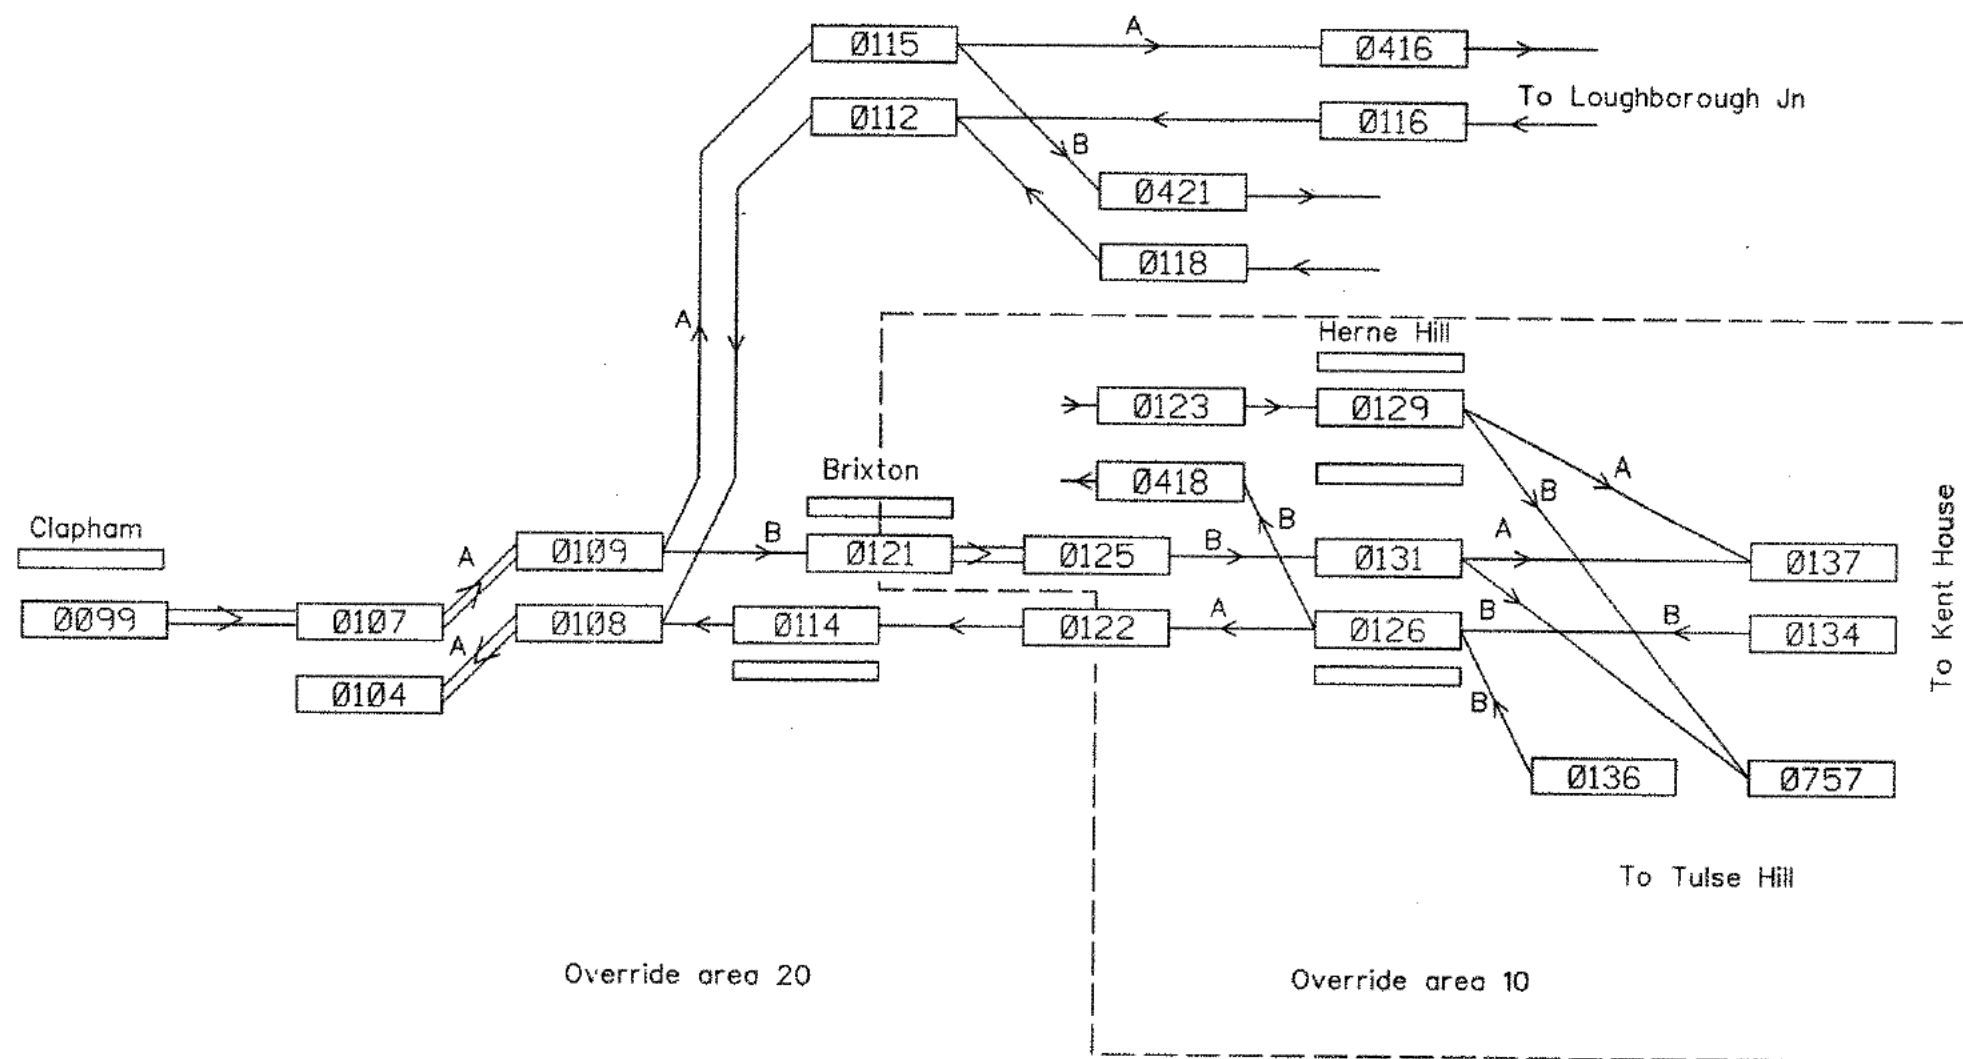 A
Ø115
Ø416
To Loughborough Jn
Ø112
Ø116
B
Ø421
Ø118
A
Herne Hill
Ø123
Ø129
A
B
Brixton
Ø418
B
Clapham
A
Ø109
B
Ø121
Ø125
B
Ø131
A
Ø137
Ø099
Ø107
Ø108
Ø114
Ø122
A
Ø126
B
B
Ø134
To Kent House
A
Ø104
B
Ø136
Ø757
To Tulse Hill
Override area 20
Override area 10